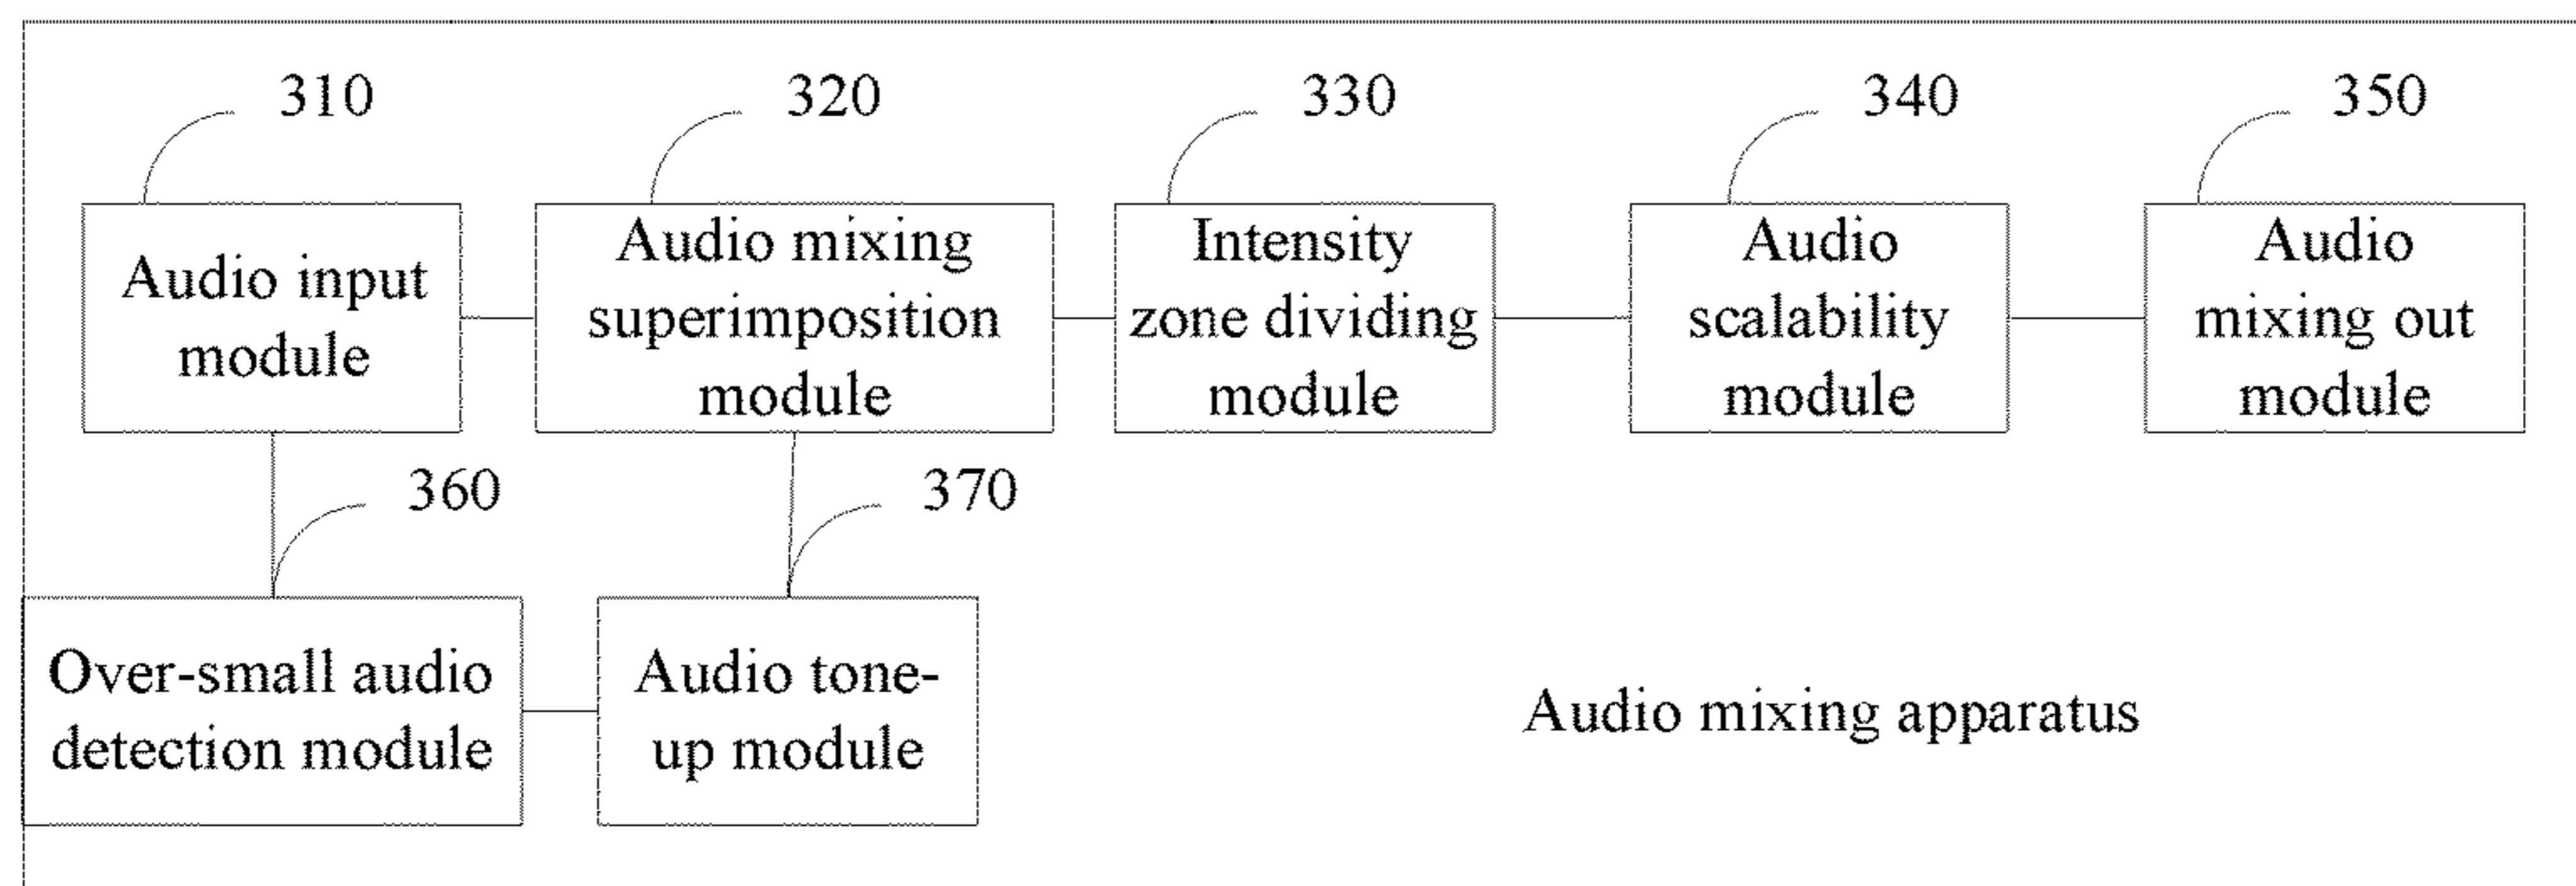 310
320
330
340
350
Audio input
module
Audio mixing
superimposition
module
Intensity
zone dividing
module
Audio
scalability
module
Audio
mixing out
module
360
370
Over-small audio
detection module
Audio tone-
up module
Audio mixing apparatus